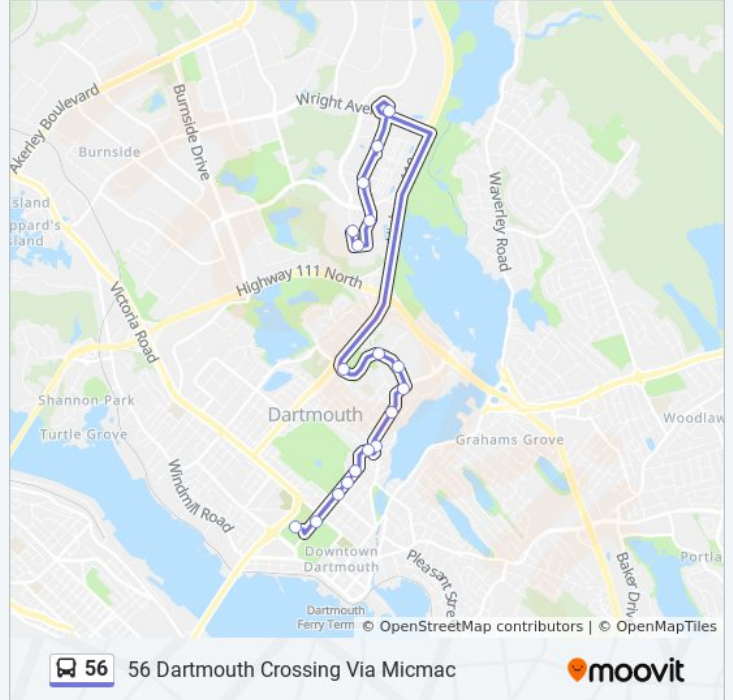 Akerley Boulevard
Burnside Drive
Wright Ave
Burnside
sland
ppard's
sland
Waverley Road
Highway 111 North
Victoria Road
Shannon Park
Dartmouth
Turtle Grove
Woodlaw
Grahams Grove
Windmill Road
Downtown
Dartmouth
Pleasant Stre
Baker Driv
Portla
Dartmouth
Ferry Term
© OpenStreetMap contributors | © OpenMapTiles
56 56 Dartmouth Crossing Via Micmac
moovit